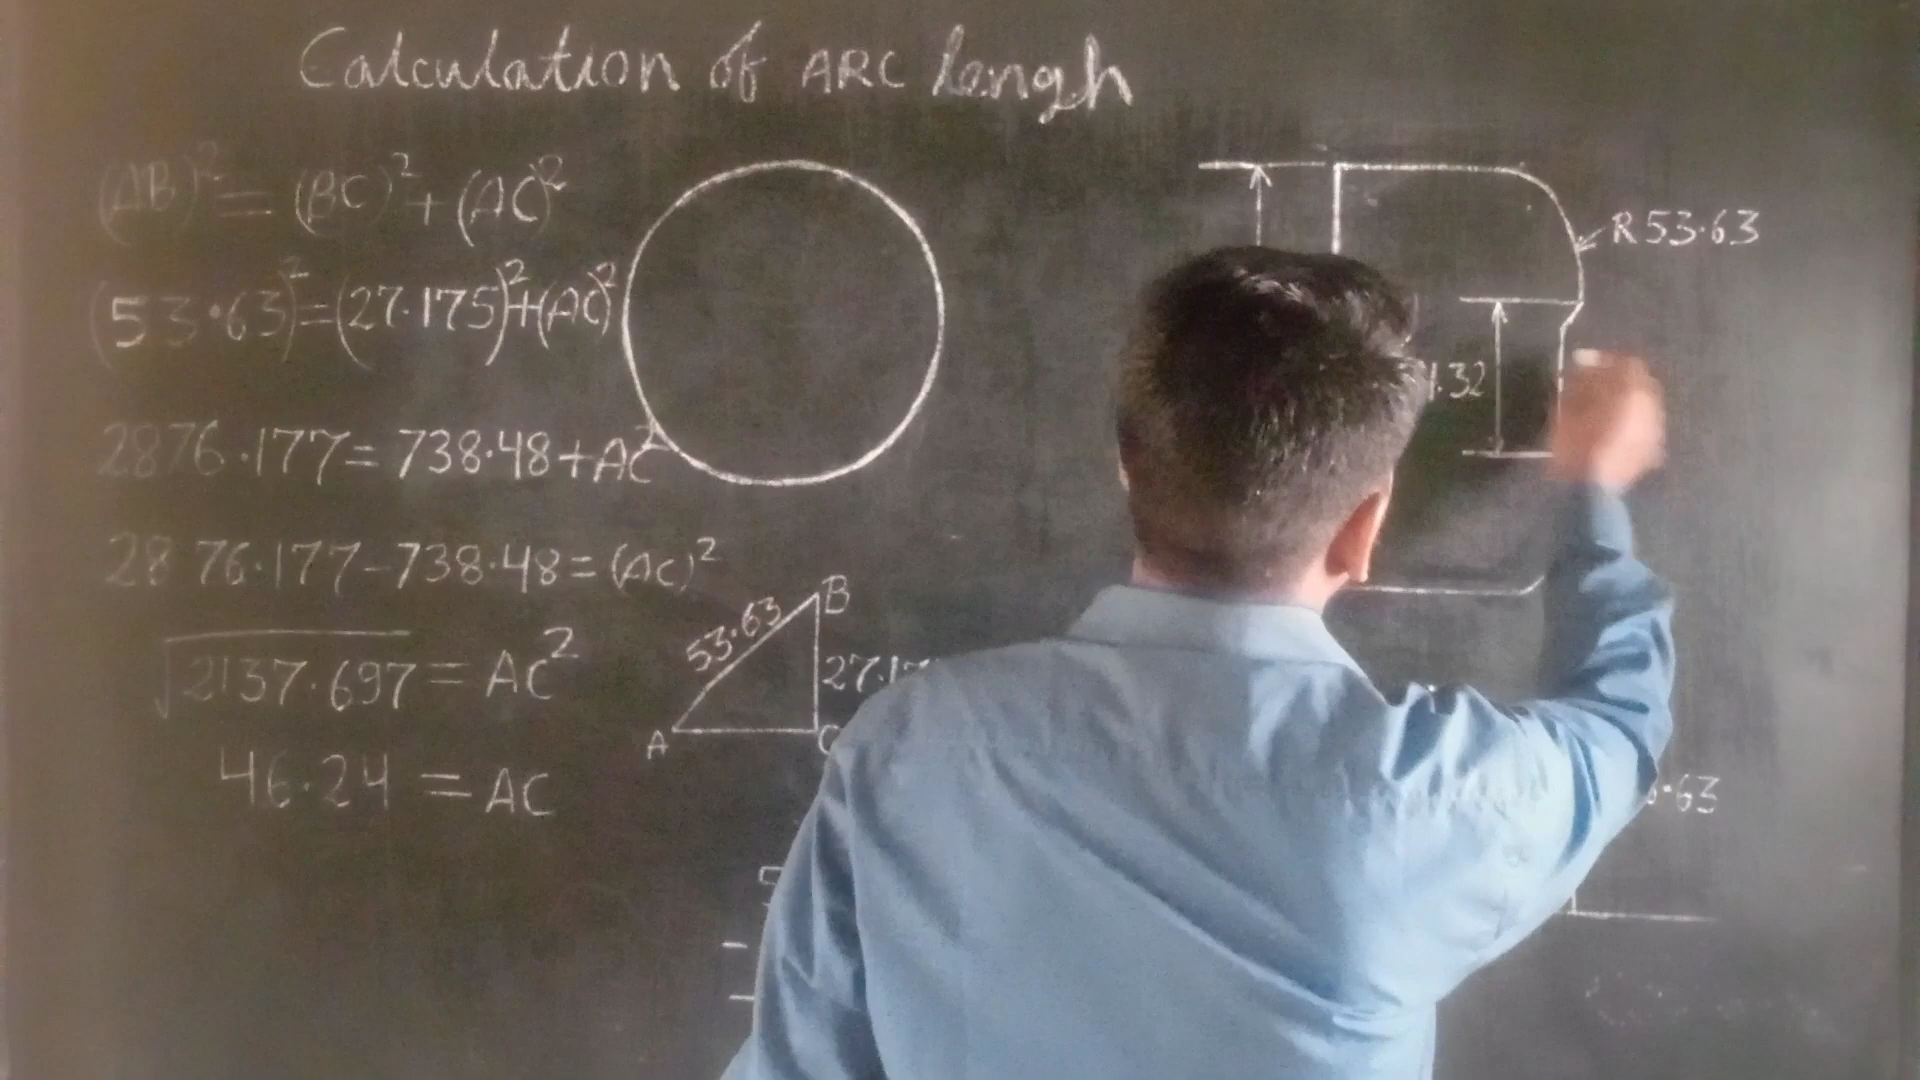 Calculation of ARC lengh
(AB)² = (BC)² + (AC)²
(53.63)² = (27.175)² + (AC)²
2876.177 = 738.48 + AC²
2876.177 - 738.48 = (AC)²
√2137.697 = AC²
46.24 = AC
53.63
B
A
C
R53.63